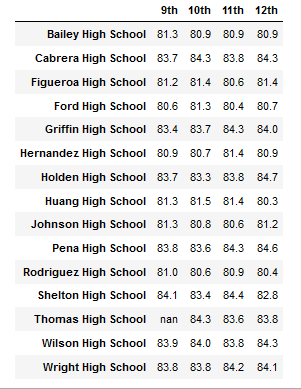 9th 10th 11th 12th
Bailey High School 81.3 80.9 80.9 80.9
Cabrera High School 83.7 84.3 83.8 84.3
Figueroa High School 81.2 81.4 80.6 81.4
Ford High School 80.6 81.3 80.4 80.7
Griffin High School 83.4 83.7 84.3 84.0
Hernandez High School 80.9 80.7 81.4 80.9
Holden High School 83.7 83.3 83.8 84.7
Huang High School 81.3 81.5 81.4 80.3
Johnson High School 81.3 80.8 80.6 81.2
Pena High School 83.8 83.6 84.3 84.6
Rodriguez High School 81.0 80.6 80.9 80.4
Shelton High School 84.1 83.4 84.4 82.8
Thomas High School nan 84.3 83.6 83.8
Wilson High School 83.9 84.0 83.8 84.3
Wright High School 83.8 83.8 84.2 84.1